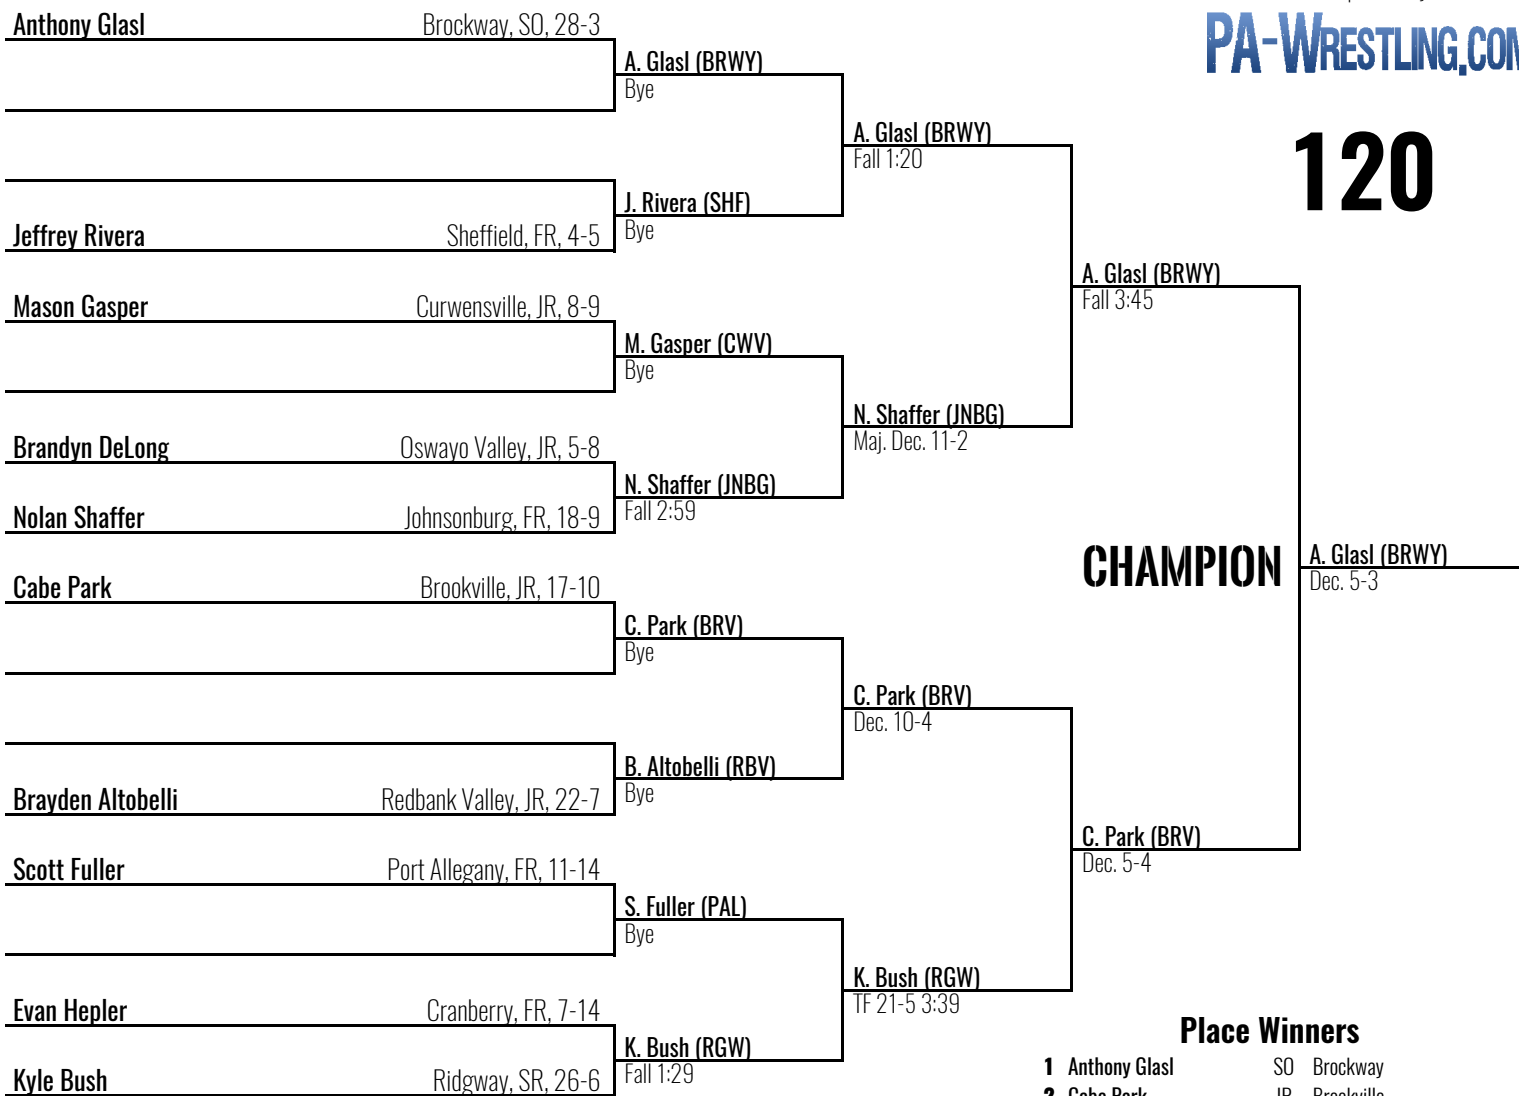 Anthony Glasl Brockway, SO, 28-3
PA-WRESTLING.COM
A. Glasl (BRWY)
Bye
A. Glasl (BRWY)
Fall 1:20
120
J. Rivera (SHF)
Bye
Jeffrey Rivera Sheffield, FR, 4-5
A. Glasl (BRWY)
Fall 3:45
Mason Gasper Curwensville, JR, 8-9
M. Gasper (CWV)
Bye
N. Shaffer (JNBG)
Maj. Dec. 11-2
Brandyn DeLong Oswayo Valley, JR, 5-8
N. Shaffer (JNBG)
Fall 2:59
Nolan Shaffer Johnsonburg, FR, 18-9
CHAMPION
A. Glasl (BRWY)
Dec. 5-3
Cabe Park Brookville, JR, 17-10
C. Park (BRV)
Bye
C. Park (BRV)
Dec. 10-4
B. Altobelli (RBV)
Bye
Brayden Altobelli Redbank Valley, JR, 22-7
C. Park (BRV)
Dec. 5-4
Scott Fuller Port Allegany, FR, 11-14
S. Fuller (PAL)
Bye
K. Bush (RGW)
TF 21-5 3:39
Evan Hepler Cranberry, FR, 7-14
K. Bush (RGW)
Fall 1:29
Kyle Bush Ridgway, SR, 26-6
Place Winners
1 Anthony Glasl SO Brockway
2 Cabe Park JR Brookville